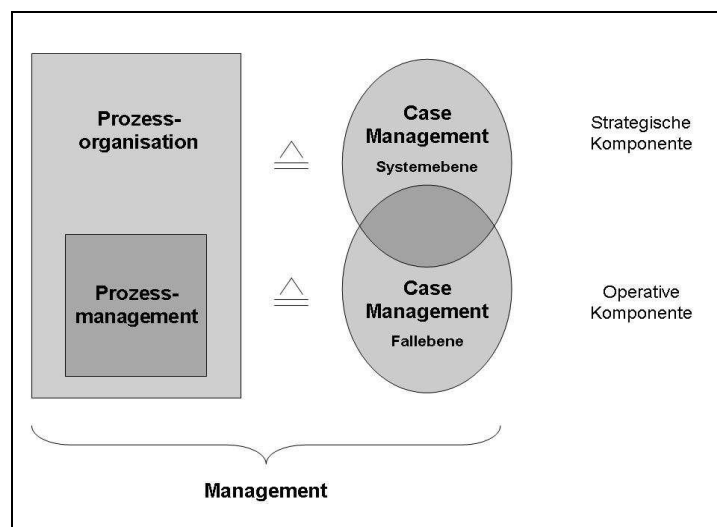 Prozess-
organisation
≙
Case
Management
Systemebene
Strategische
Komponente
Prozess-
management
≙
Case
Management
Fallebene
Operative
Komponente
Management